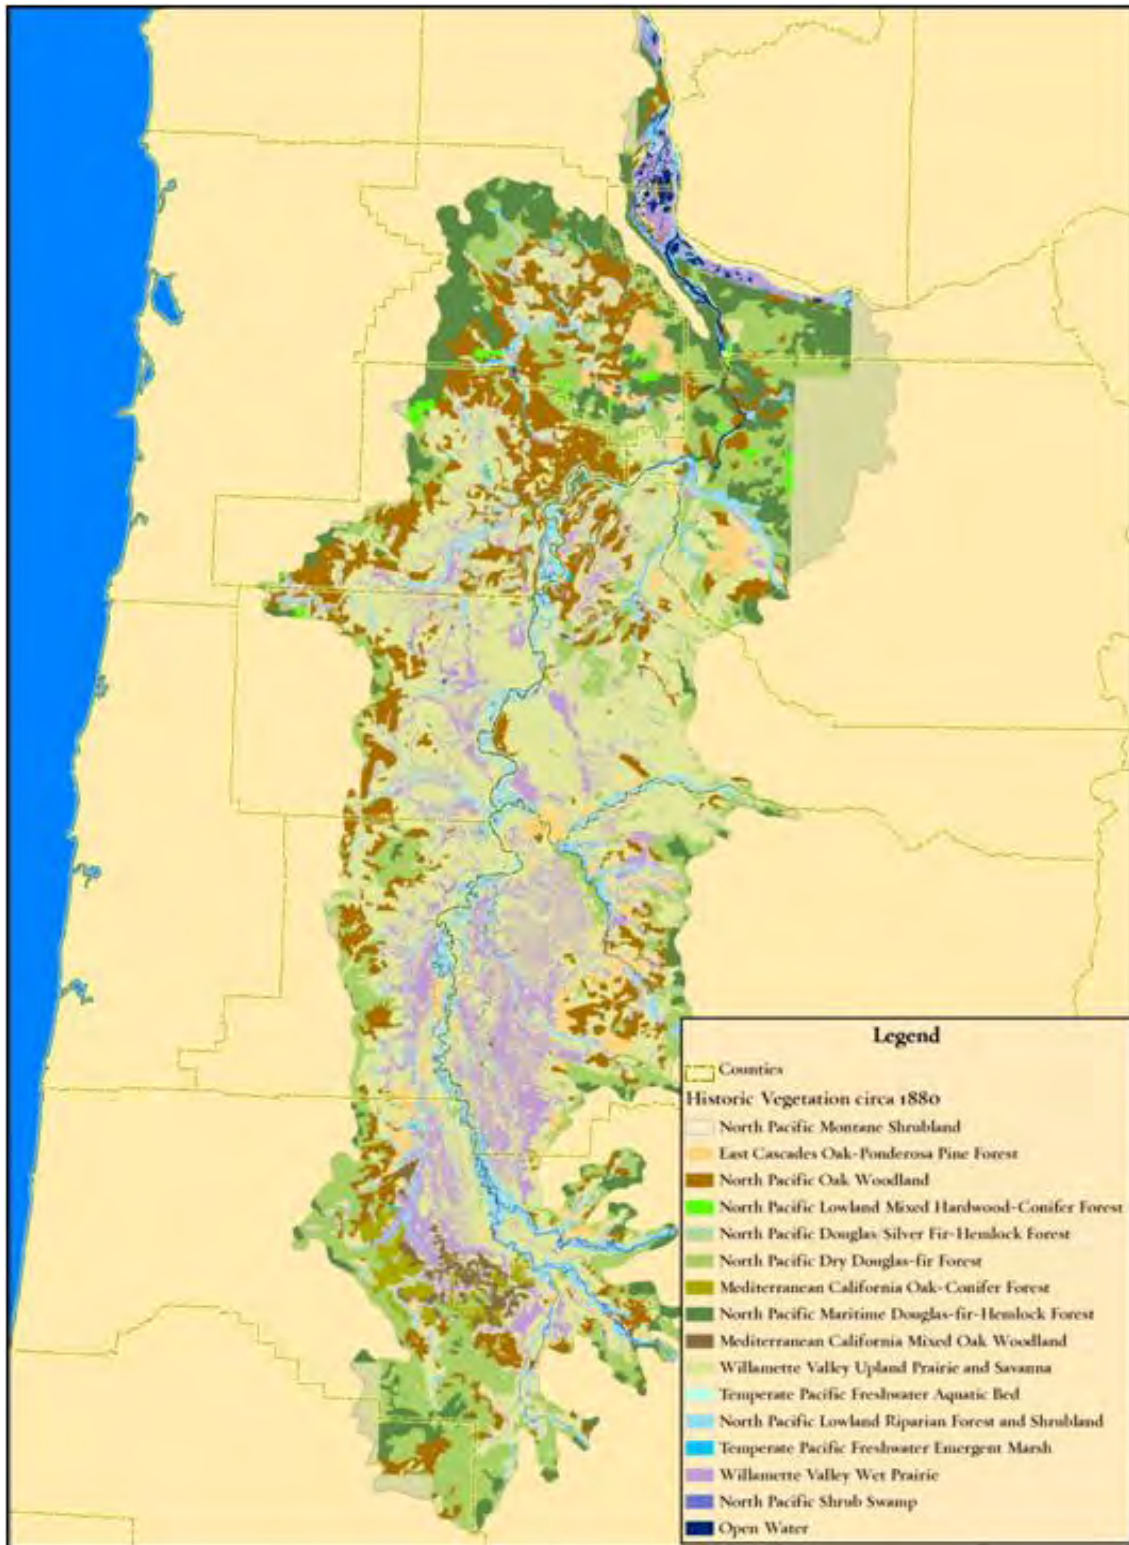 Legend
Counties
Historic Vegetation circa 1880
North Pacific Montane Shrubland
East Cascades Oak-Ponderosa Pine Forest
North Pacific Oak Woodland
North Pacific Lowland Mixed Hardwood-Conifer Forest
North Pacific Douglas/Silver Fir-Hemlock Forest
North Pacific Dry Douglas-fir Forest
Mediterranean California Oak-Conifer Forest
North Pacific Maritime Douglas-fir-Hemlock Forest
Mediterranean California Mixed Oak Woodland
Willamette Valley Upland Prairie and Savanna
Temperate Pacific Freshwater Aquatic Bed
North Pacific Lowland Riparian Forest and Shrubland
Temperate Pacific Freshwater Emergent Marsh
Willamette Valley Wet Prairie
North Pacific Shrub Swamp
Open Water